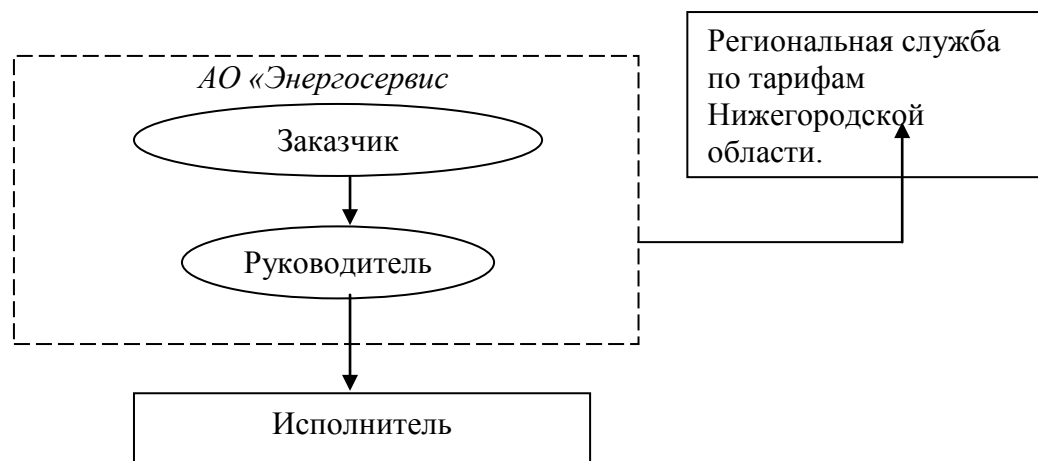 Региональная служба
по тарифам
Нижегородской
области.
АО «Энергосервис
Заказчик
Руководитель
Исполнитель